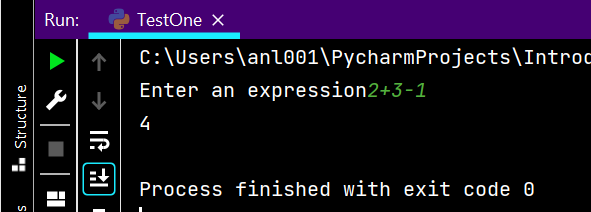 Run: TestOne ×
C:\Users\anl001\PycharmProjects\Introd
Enter an expression2+3-1
4
Process finished with exit code 0
Structure